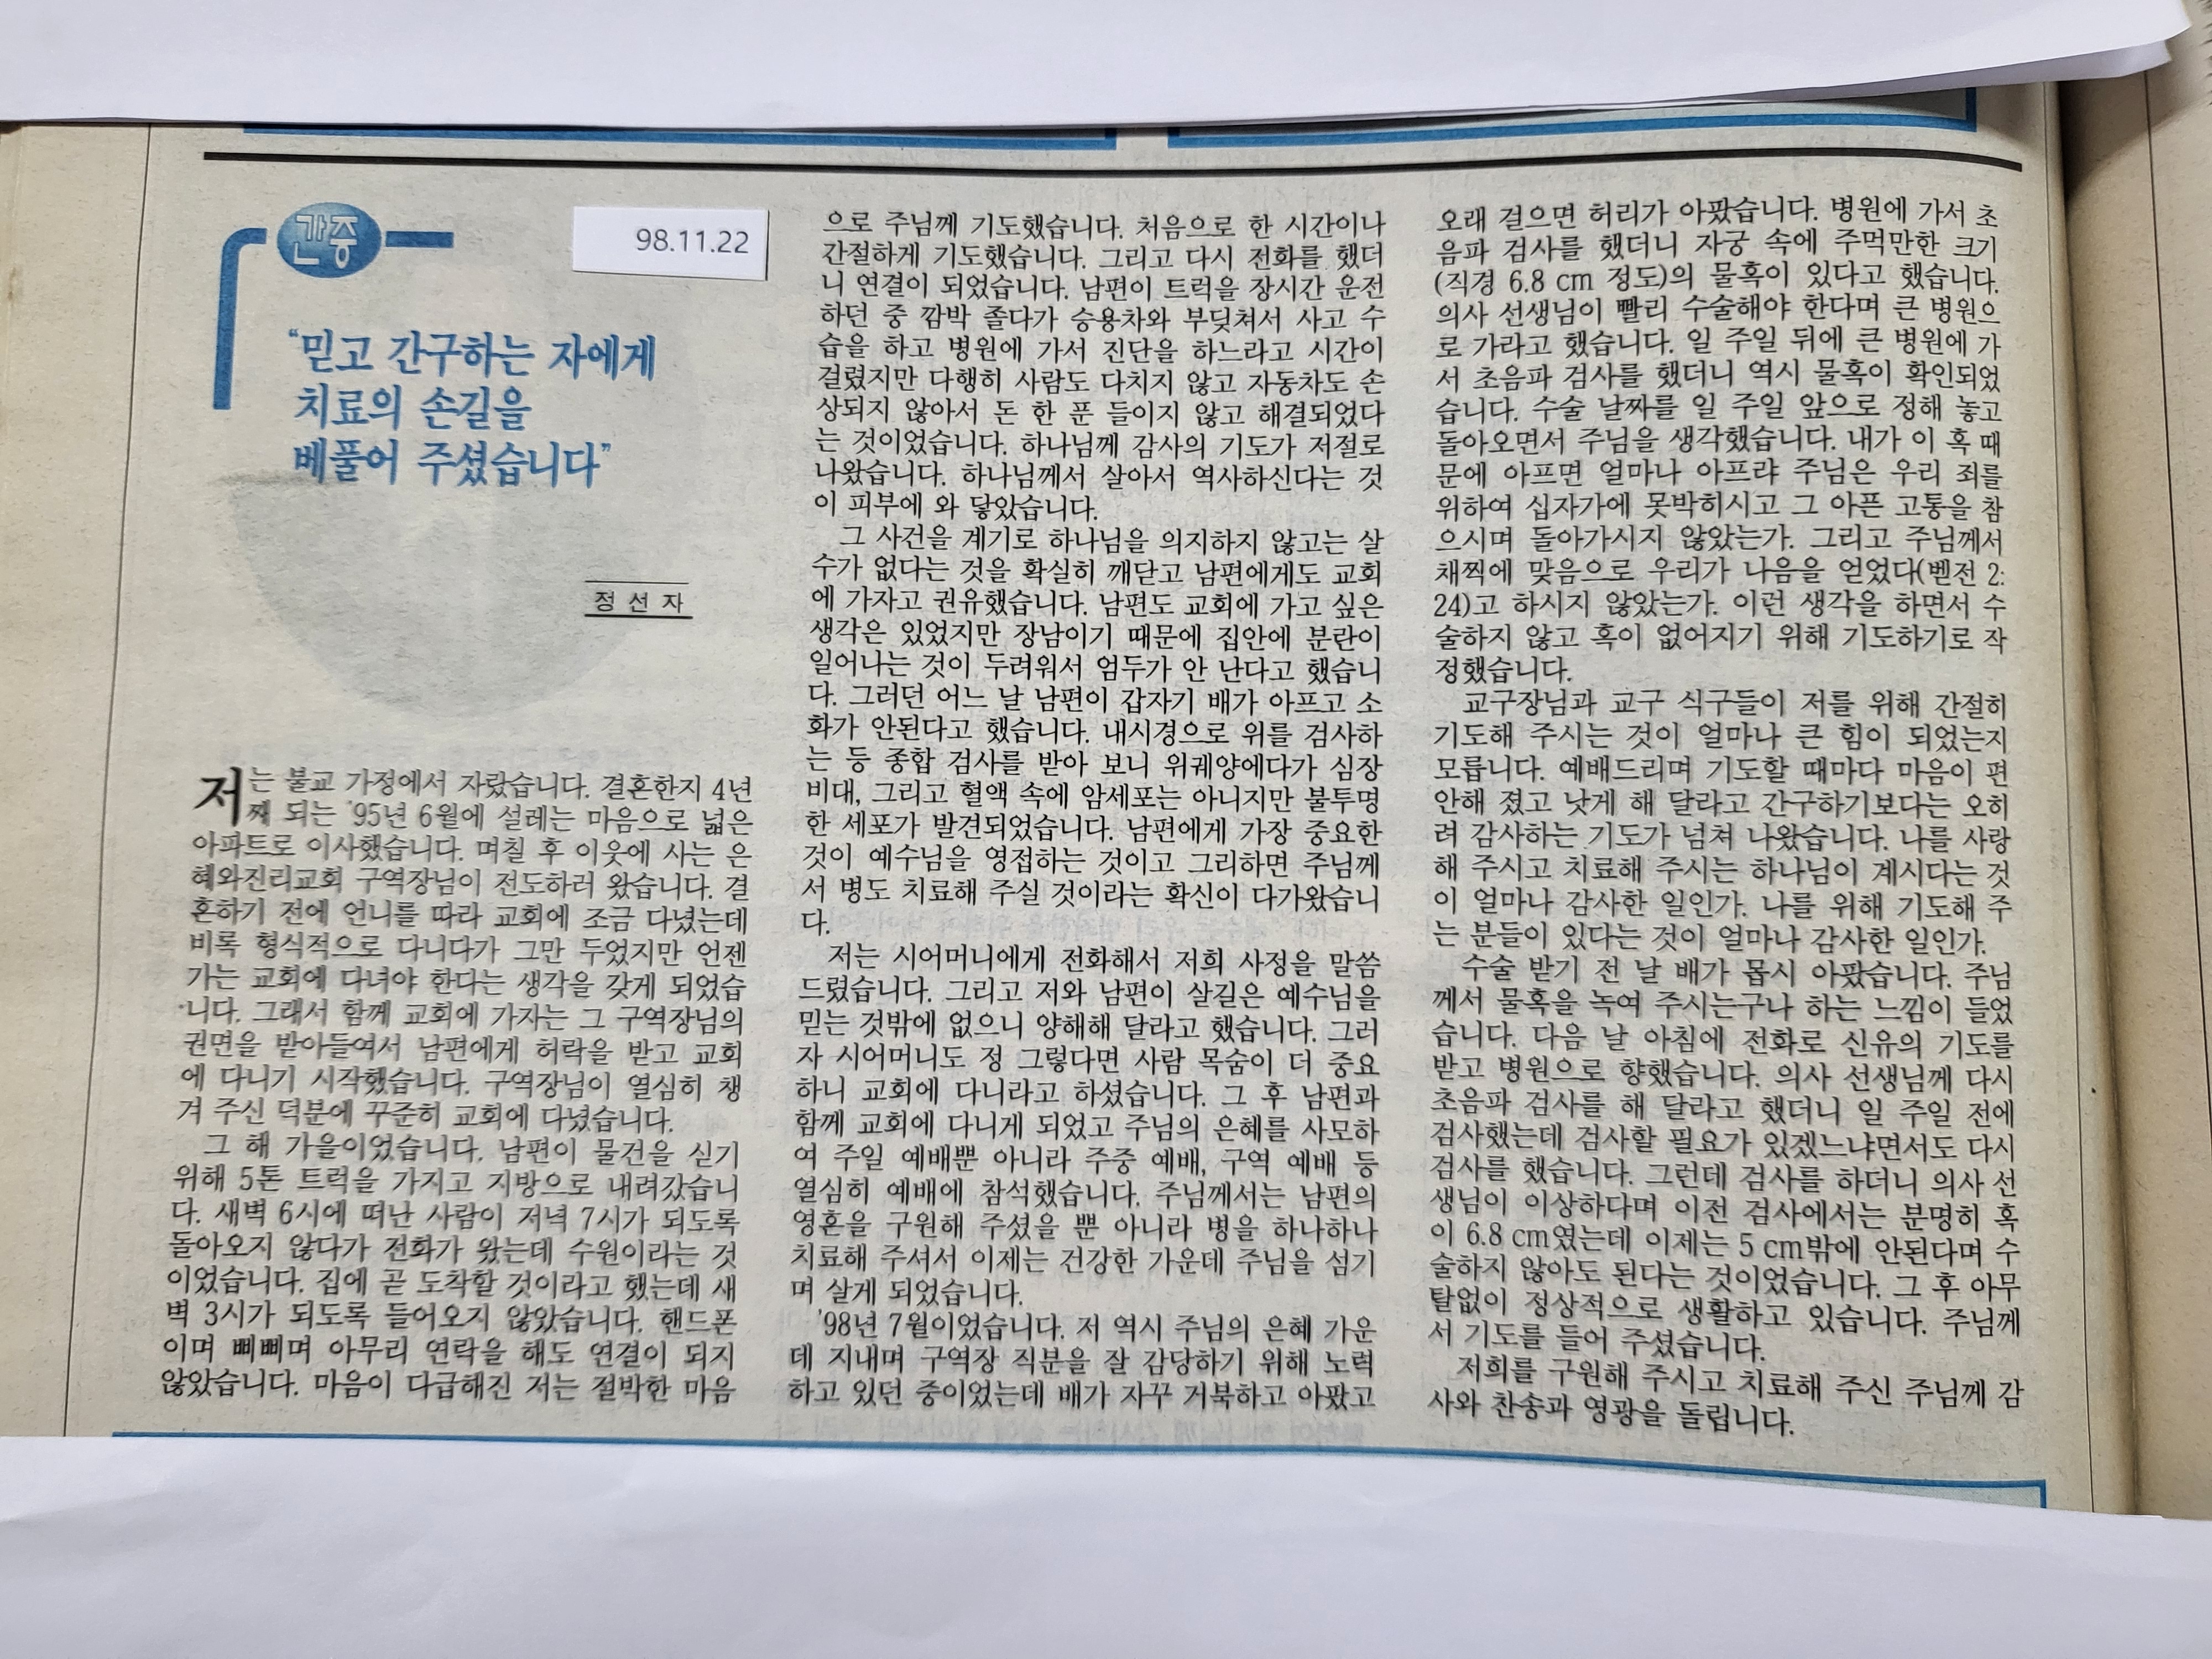 간증
98.11.22
“믿고 간구하는 자에게
치료의 손길을
베풀어 주셨습니다”
정 선 자
저는 불교 가정에서 자랐습니다. 결혼한지 4년
째 되는 '95년 6월에 설레는 마음으로 넓은
아파트로 이사했습니다. 며칠 후 이웃에 사는 은
혜와진리교회 구역장님이 전도하러 왔습니다. 결
혼하기 전에 언니를 따라 교회에 조금 다녔는데
비록 형식적으로 다니다가 그만 두었지만 언젠
가는 교회에 다녀야 한다는 생각을 갖게 되었습
니다. 그래서 함께 교회에 가자는 그 구역장님의
권면을 받아들여서 남편에게 허락을 받고 교회
에 다니기 시작했습니다. 구역장님이 열심히 챙
겨 주신 덕분에 꾸준히 교회에 다녔습니다.
그 해 가을이었습니다. 남편이 물건을 싣기
위해 5톤 트럭을 가지고 지방으로 내려갔습니
다. 새벽 6시에 떠난 사람이 저녁 7시가 되도록
돌아오지 않다가 전화가 왔는데 수원이라는 것
이었습니다. 집에 곧 도착할 것이라고 했는데 새
벽 3시가 되도록 들어오지 않았습니다. 핸드폰
이며 삐삐며 아무리 연락을 해도 연결이 되지
않았습니다. 마음이 다급해진 저는 절박한 마음
으로 주님께 기도했습니다. 처음으로 한 시간이나
간절하게 기도했습니다. 그리고 다시 전화를 했더
니 연결이 되었습니다. 남편이 트럭을 장시간 운전
하던 중 깜박 졸다가 승용차와 부딪쳐서 사고 수
습을 하고 병원에 가서 진단을 하느라고 시간이
걸렸지만 다행히 사람도 다치지 않고 자동차도 손
상되지 않아서 돈 한 푼 들이지 않고 해결되었다
는 것이었습니다. 하나님께 감사의 기도가 저절로
나왔습니다. 하나님께서 살아서 역사하신다는 것
이 피부에 와 닿았습니다.
그 사건을 계기로 하나님을 의지하지 않고는 살
수가 없다는 것을 확실히 깨닫고 남편에게도 교회
에 가자고 권유했습니다. 남편도 교회에 가고 싶은
생각은 있었지만 장남이기 때문에 집안에 분란이
일어나는 것이 두려워서 엄두가 안 난다고 했습니
다. 그러던 어느 날 남편이 갑자기 배가 아프고 소
화가 안된다고 했습니다. 내시경으로 위를 검사하
는 등 종합 검사를 받아 보니 위궤양에다가 심장
비대, 그리고 혈액 속에 암세포는 아니지만 불투명
한 세포가 발견되었습니다. 남편에게 가장 중요한
것이 예수님을 영접하는 것이고 그리하면 주님께
서 병도 치료해 주실 것이라는 확신이 다가왔습니
다.
저는 시어머니에게 전화해서 저희 사정을 말씀
드렸습니다. 그리고 저와 남편이 살길은 예수님을
믿는 것밖에 없으니 양해해 달라고 했습니다. 그러
자 시어머니도 정 그렇다면 사람 목숨이 더 중요
하니 교회에 다니라고 하셨습니다. 그 후 남편과
함께 교회에 다니게 되었고 주님의 은혜를 사모하
여 주일 예배뿐 아니라 주중 예배, 구역 예배 등
열심히 예배에 참석했습니다. 주님께서는 남편의
영혼을 구원해 주셨을 뿐 아니라 병을 하나하나
치료해 주셔서 이제는 건강한 가운데 주님을 섬기
며 살게 되었습니다.
'98년 7월이었습니다. 저 역시 주님의 은혜 가운
데 지내며 구역장 직분을 잘 감당하기 위해 노력
하고 있던 중이었는데 배가 자꾸 거북하고 아팠고
오래 걸으면 허리가 아팠습니다. 병원에 가서 초
음파 검사를 했더니 자궁 속에 주먹만한 크기
(직경 6.8 cm 정도)의 물혹이 있다고 했습니다.
의사 선생님이 빨리 수술해야 한다며 큰 병원으
로 가라고 했습니다. 일 주일 뒤에 큰 병원에 가
서 초음파 검사를 했더니 역시 물혹이 확인되었
습니다. 수술 날짜를 일 주일 앞으로 정해 놓고
돌아오면서 주님을 생각했습니다. 내가 이 혹 때
문에 아프면 얼마나 아프랴 주님은 우리 죄를
위하여 십자가에 못박히시고 그 아픈 고통을 참
으시며 돌아가시지 않았는가. 그리고 주님께서
채찍에 맞음으로 우리가 나음을 얻었다(벧전 2:
24)고 하시지 않았는가. 이런 생각을 하면서 수
술하지 않고 혹이 없어지기 위해 기도하기로 작
정했습니다.
교구장님과 교구 식구들이 저를 위해 간절히
기도해 주시는 것이 얼마나 큰 힘이 되었는지
모릅니다. 예배드리며 기도할 때마다 마음이 편
안해 졌고 낫게 해 달라고 간구하기보다는 오히
려 감사하는 기도가 넘쳐 나왔습니다. 나를 사랑
해 주시고 치료해 주시는 하나님이 계시다는 것
이 얼마나 감사한 일인가. 나를 위해 기도해 주
는 분들이 있다는 것이 얼마나 감사한 일인가.
수술 받기 전 날 배가 몹시 아팠습니다. 주님
께서 물혹을 녹여 주시는구나 하는 느낌이 들었
습니다. 다음 날 아침에 전화로 신유의 기도를
받고 병원으로 향했습니다. 의사 선생님께 다시
초음파 검사를 해 달라고 했더니 일 주일 전에
검사했는데 검사할 필요가 있겠느냐면서도 다시
검사를 했습니다. 그런데 검사를 하더니 의사 선
생님이 이상하다며 이전 검사에서는 분명히 혹
이 6.8 cm였는데 이제는 5 cm밖에 안된다며 수
술하지 않아도 된다는 것이었습니다. 그 후 아무
탈없이 정상적으로 생활하고 있습니다. 주님께
서 기도를 들어 주셨습니다.
저희를 구원해 주시고 치료해 주신 주님께 감
사와 찬송과 영광을 돌립니다.